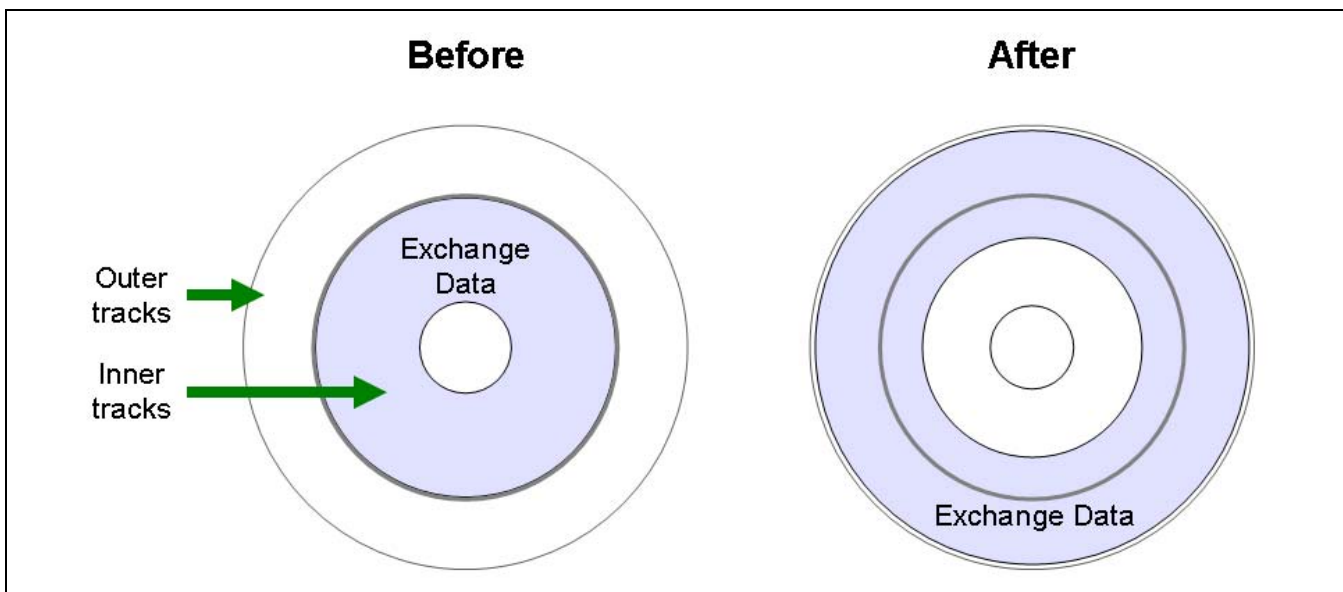 Before
After
Exchange
Data
Outer
tracks
Inner
tracks
Exchange Data